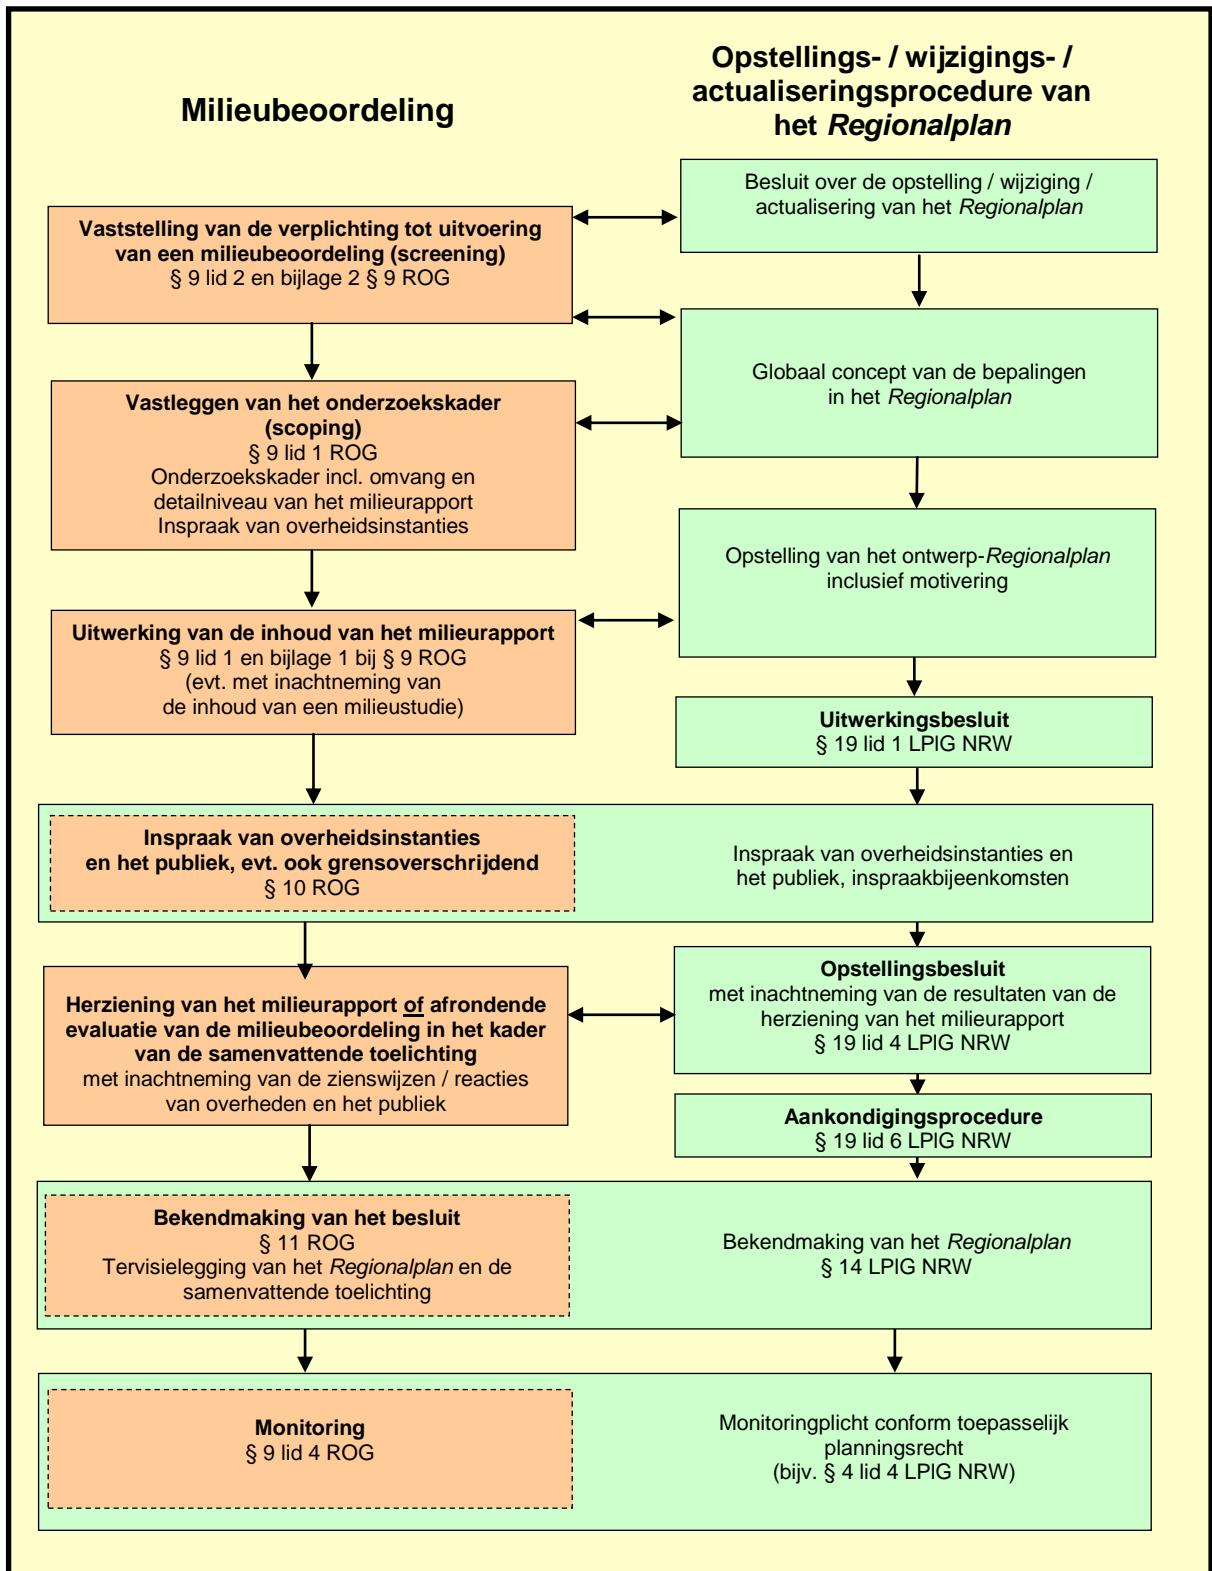 Milieubeoordeling
Opstellings- / wijzigings- /
actualiseringsprocedure van
het Regionalplan
Besluit over de opstelling / wijziging /
actualisering van het Regionalplan
Vaststelling van de verplichting tot uitvoering
van een milieubeoordeling (screening)
§ 9 lid 2 en bijlage 2 § 9 ROG
Globaal concept van de bepalingen
in het Regionalplan
Vastleggen van het onderzoekskader
(scoping)
§ 9 lid 1 ROG
Onderzoekskader incl. omvang en
detailniveau van het milieurapport
Inspraak van overheidsinstanties
Opstelling van het ontwerp-Regionalplan
inclusief motivering
Uitwerking van de inhoud van het milieurapport
§ 9 lid 1 en bijlage 1 bij § 9 ROG
(evt. met inachtneming van
de inhoud van een milieustudie)
Uitwerkingsbesluit
§ 19 lid 1 LPlG NRW
Inspraak van overheidsinstanties
en het publiek, evt. ook grensoverschrijdend
§ 10 ROG
Inspraak van overheidsinstanties en
het publiek, inspraakbijeenkomsten
Opstellingsbesluit
met inachtneming van de resultaten van de
herziening van het milieurapport
§ 19 lid 4 LPlG NRW
Herziening van het milieurapport of afrondende
evaluatie van de milieubeoordeling in het kader
van de samenvattende toelichting
met inachtneming van de zienswijzen / reacties
van overheden en het publiek
Aankondigingsprocedure
§ 19 lid 6 LPlG NRW
Bekendmaking van het besluit
§ 11 ROG
Tervisielegging van het Regionalplan en de
samenvattende toelichting
Bekendmaking van het Regionalplan
§ 14 LPlG NRW
Monitoring
§ 9 lid 4 ROG
Monitoringplicht conform toepasselijk
planningsrecht
(bijv. § 4 lid 4 LPlG NRW)